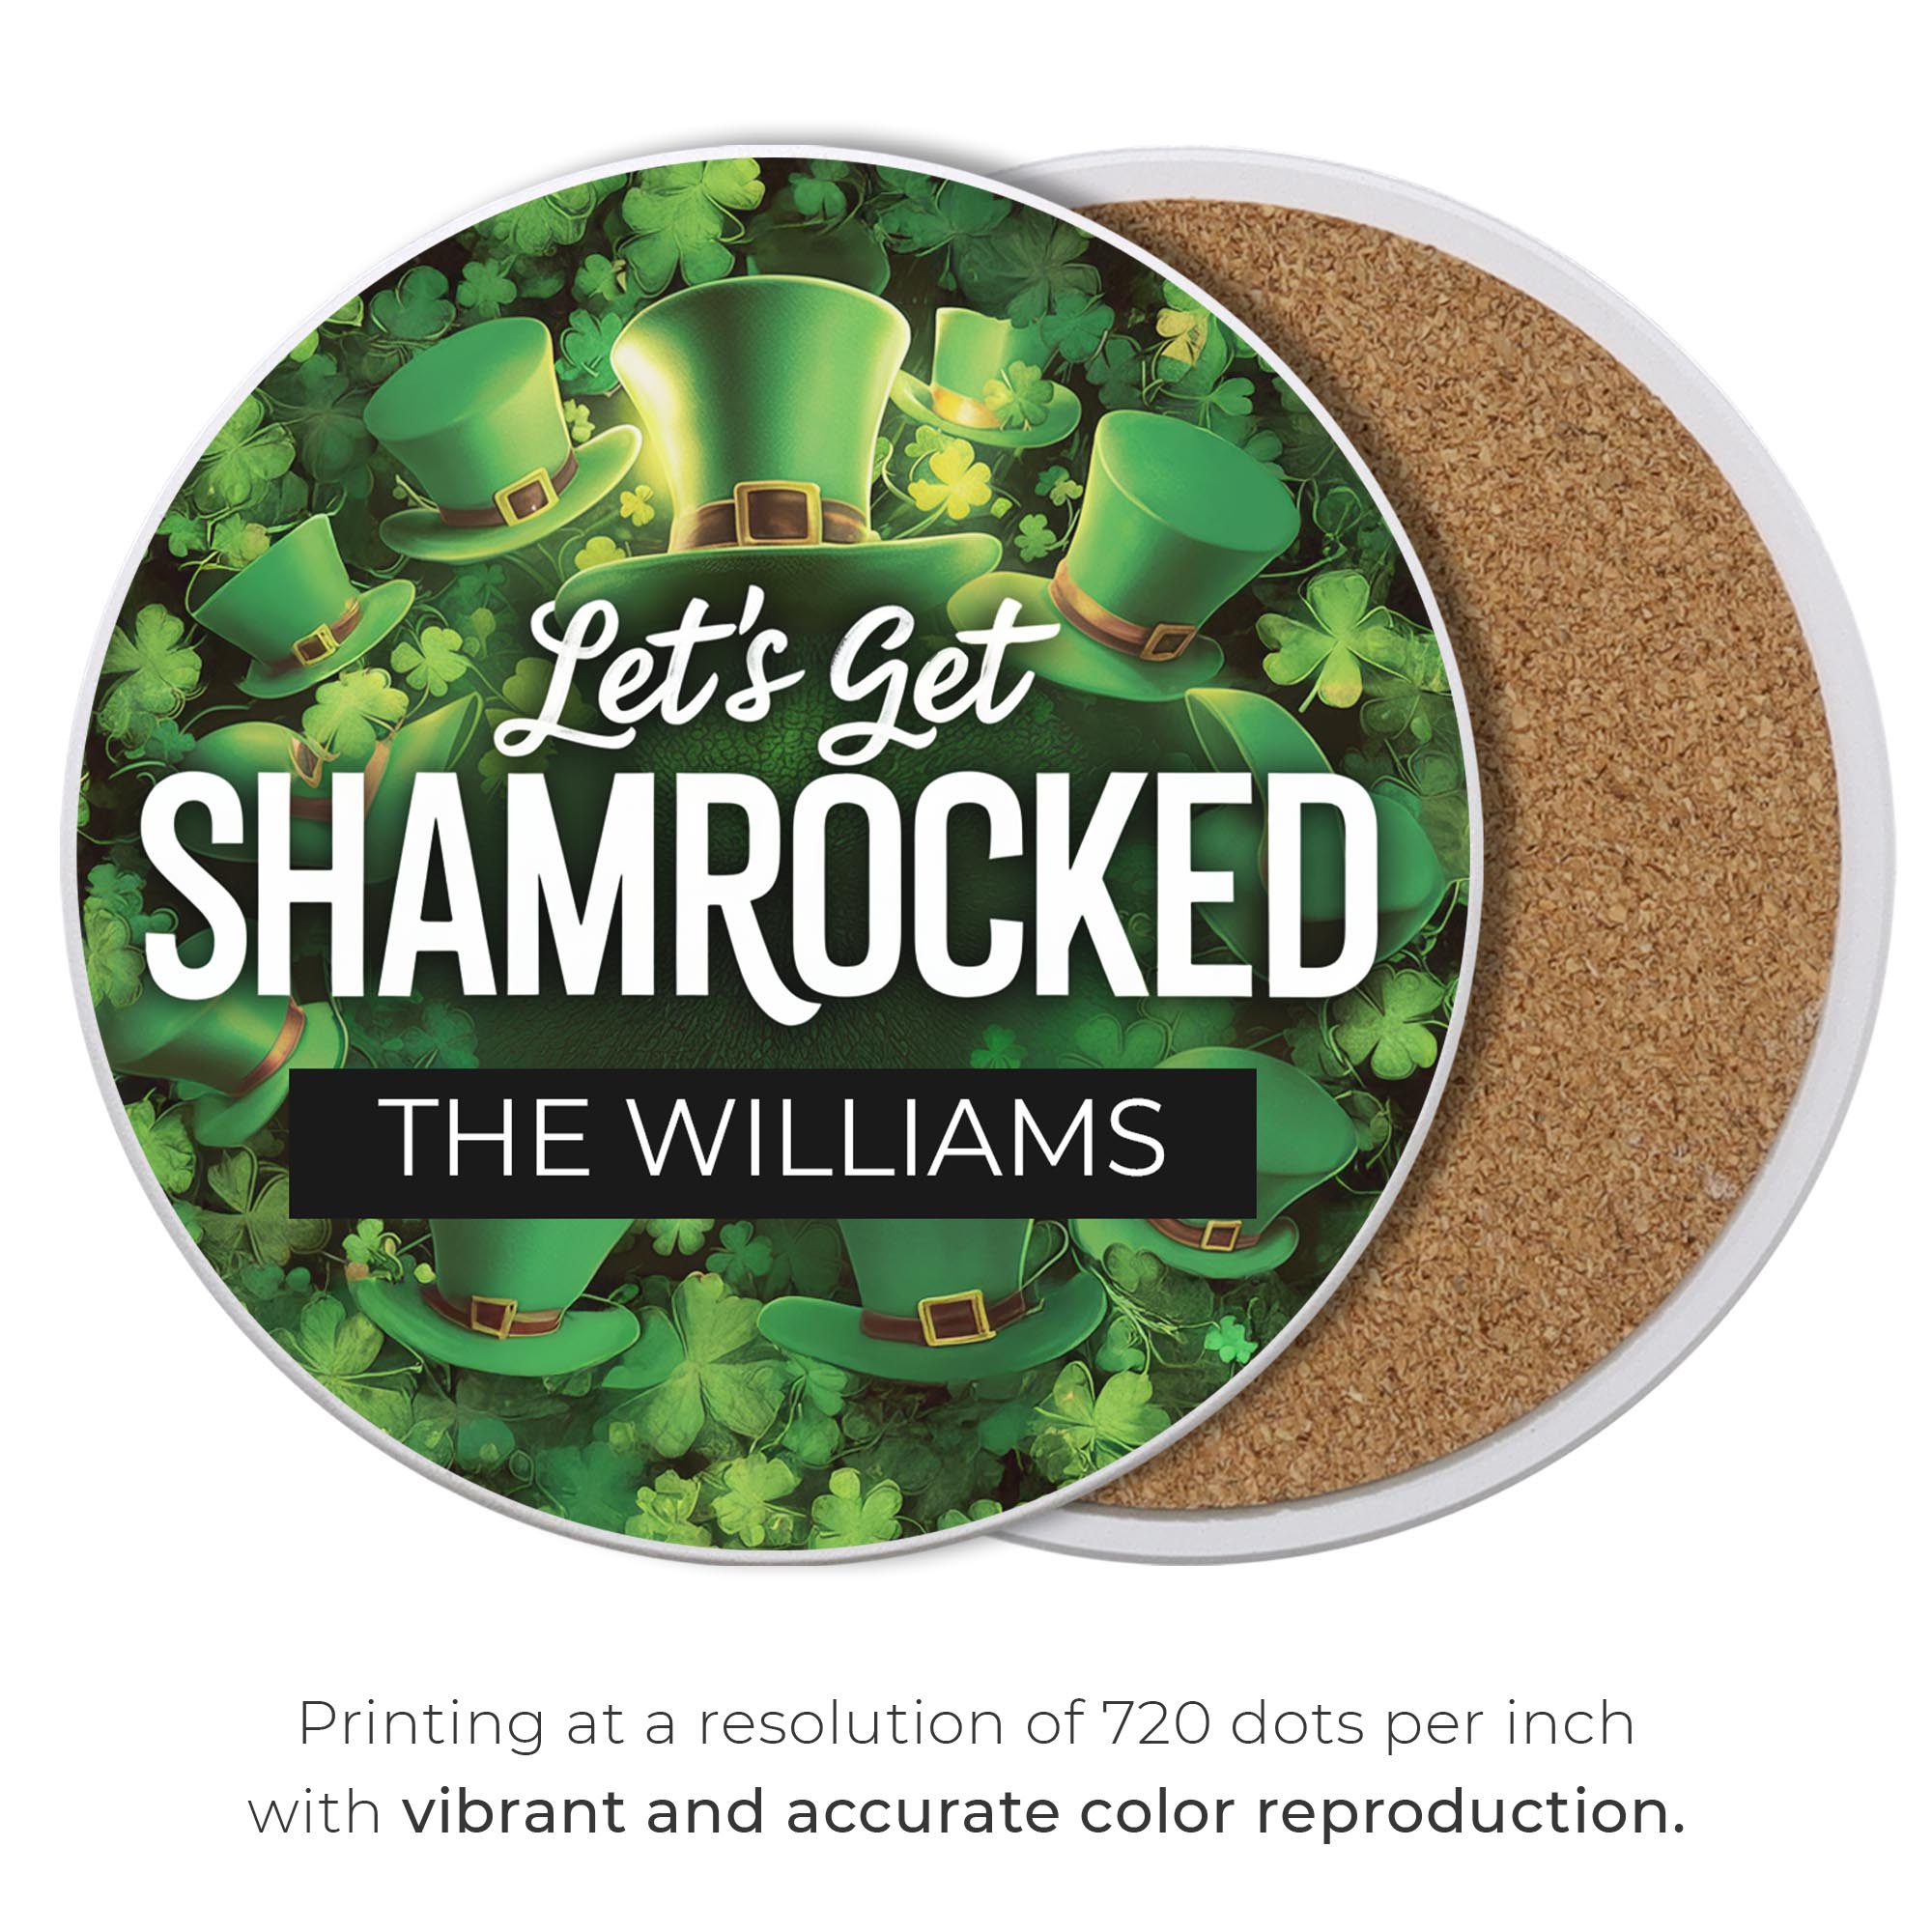 Let's Get
SHAMROCKED
THE WILLIAMS
Printing at a resolution of 720 dots per inch
with vibrant and accurate color reproduction.